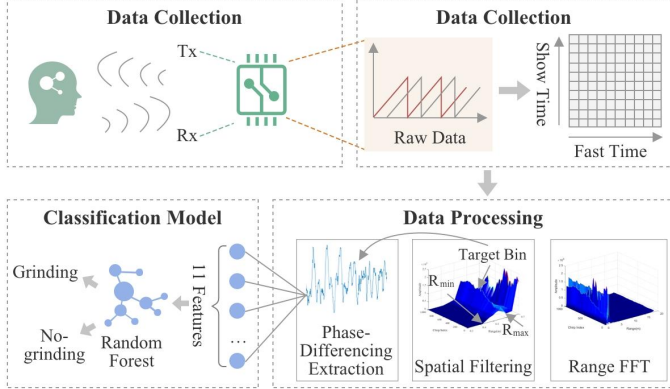 Data Collection
Tx
Rx
Data Collection
Raw Data
Show Time
Fast Time
Classification Model
Grinding
No-
grinding
Random
Forest
11 Features
...
Data Processing
Phase-
Differencing
Extraction
Target Bin
Rmin
Rmax
Spatial Filtering
Range FFT